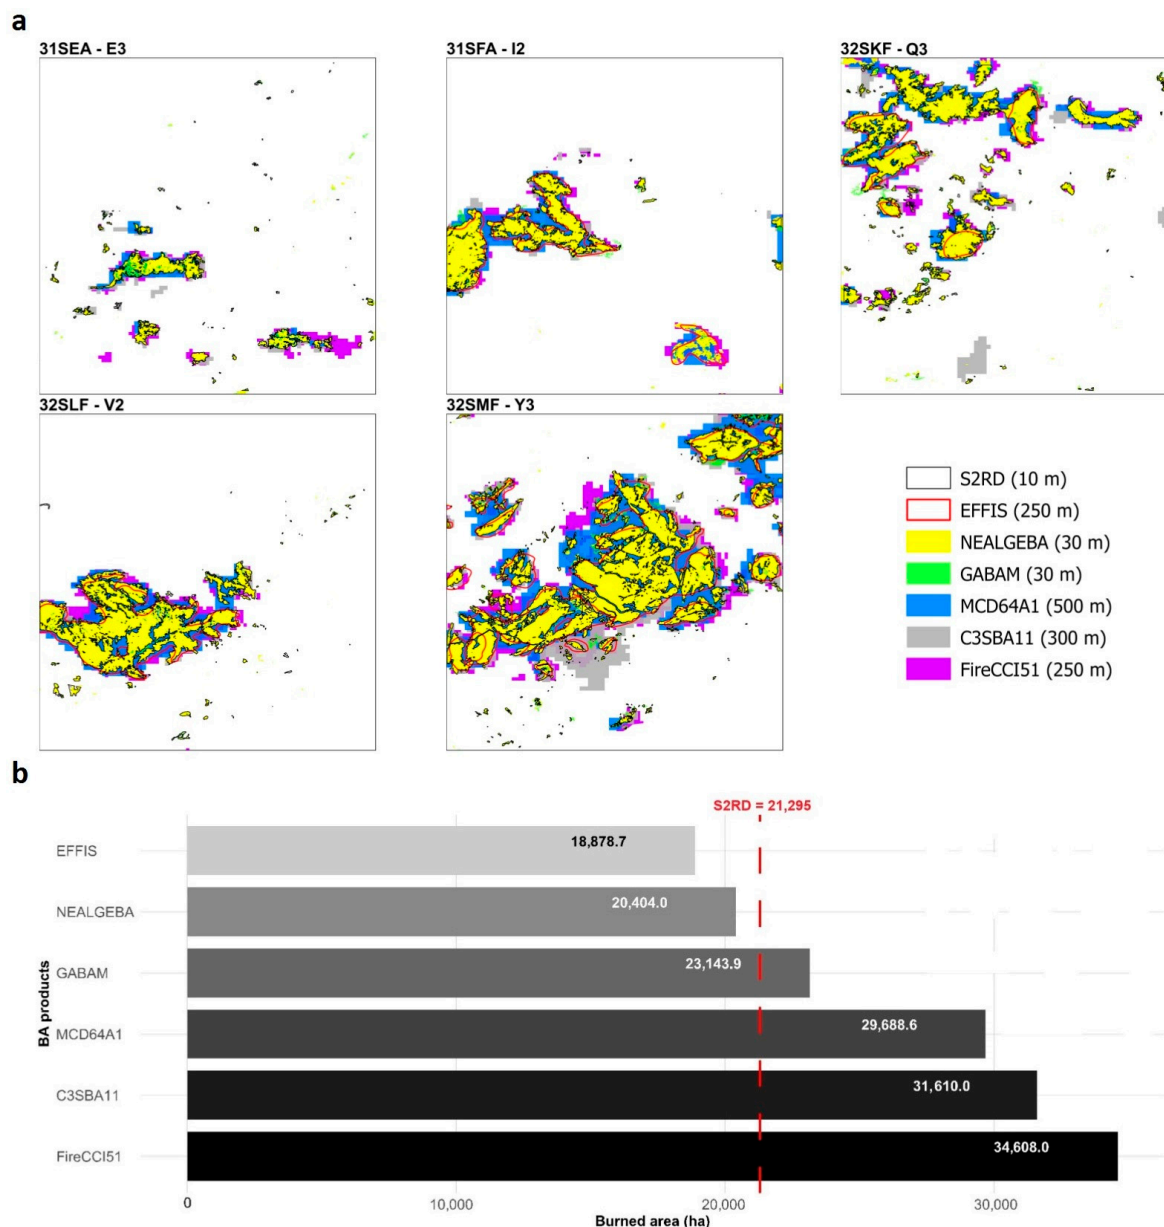 a
31SEA - E3
31SFA - I2
32SKF - Q3
32SLF - V2
32SMF - Y3
S2RD (10 m)
EFFIS (250 m)
NEALGEBA (30 m)
GABAM (30 m)
MCD64A1 (500 m)
C3SBA11 (300 m)
FireCCI51 (250 m)
b
S2RD = 21,295
EFFIS 18,878.7
NEALGEBA 20,404.0
GABAM 23,143.9
MCD64A1 29,688.6
C3SBA11 31,610.0
FireCCI51 34,608.0
BA products
0 10,000 20,000 30,000
Burned area (ha)